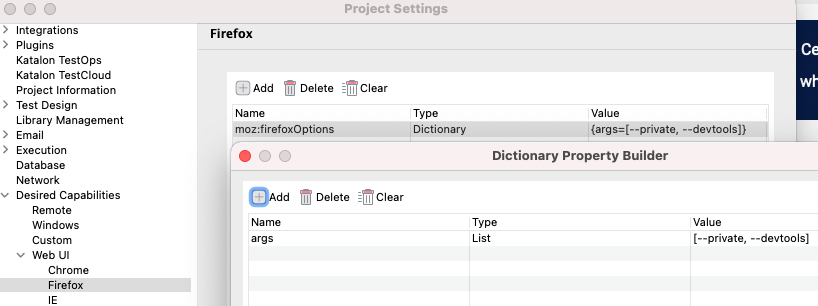 Project Settings
Integrations
Plugins
Katalon TestOps
Katalon TestCloud
Project Information
Test Design
Library Management
Email
Execution
Database
Network
Desired Capabilities
Remote
Windows
Custom
Web UI
Chrome
Firefox
IE
Firefox
Add Delete Clear
Name Type Value
moz:firefoxOptions Dictionary {args=[--private, --devtools]}
Dictionary Property Builder
Add Delete Clear
Name Type Value
args List [--private, --devtools]